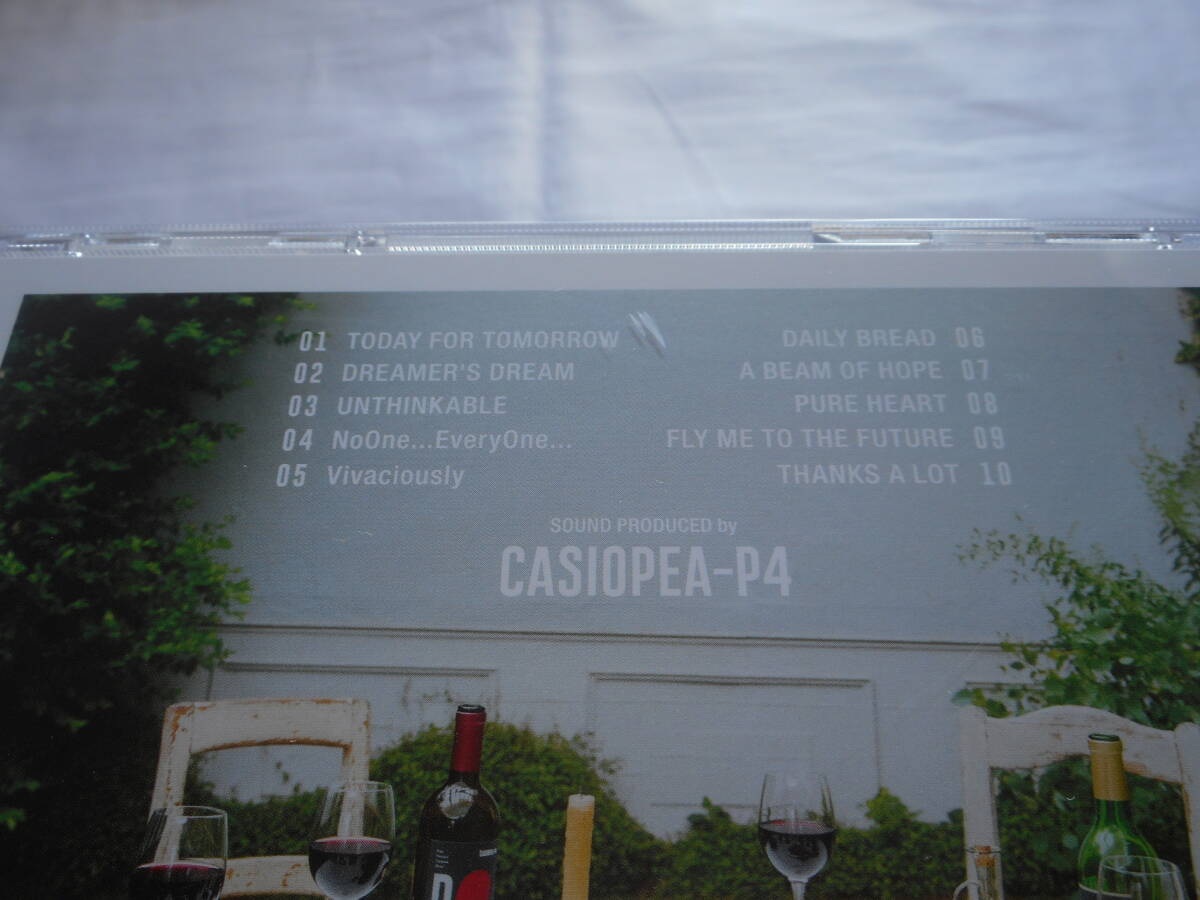 01 TODAY FOR TOMORROW
02 DREAMER'S DREAM
03 UNTHINKABLE
04 NoOne...EveryOne...
05 Vivaciously
DAILY BREAD 06
A BEAM OF HOPE 07
PURE HEART 08
FLY ME TO THE FUTURE 09
THANKS A LOT 10
SOUND PRODUCED by
CASIOPEA-P4